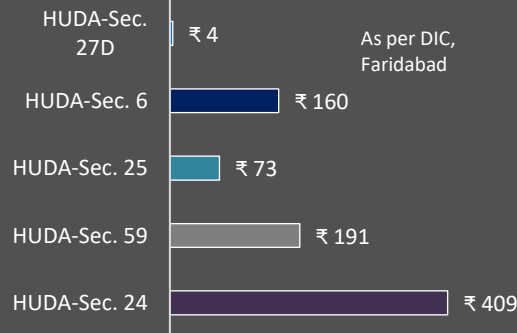 HUDA-Sec.
27D
₹ 4
As per DIC,
Faridabad
HUDA-Sec. 6
₹ 160
HUDA-Sec. 25
₹ 73
HUDA-Sec. 59
₹ 191
HUDA-Sec. 24
₹ 409